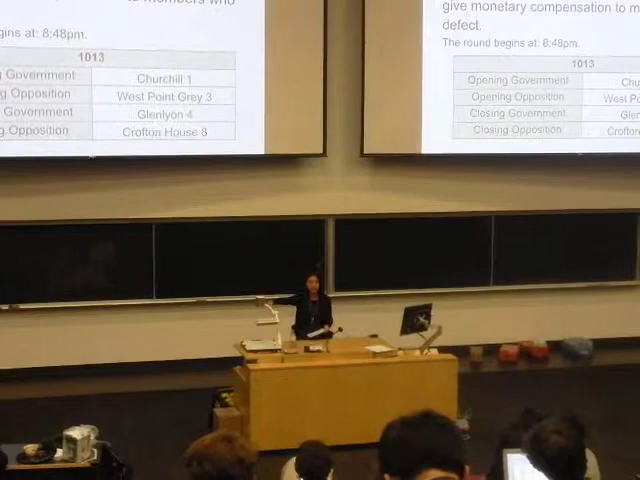 to members who
gins at: 8:48pm.
1013
g Government Churchill 1
g Opposition West Point Grey 3
Government Glenlyon 4
g Opposition Crofton House 8
give monetary compensation to m
defect.
The round begins at: 8:48pm.
1013
Opening Government Chu
Opening Opposition West Po
Closing Government Glen
Closing Opposition Crofton